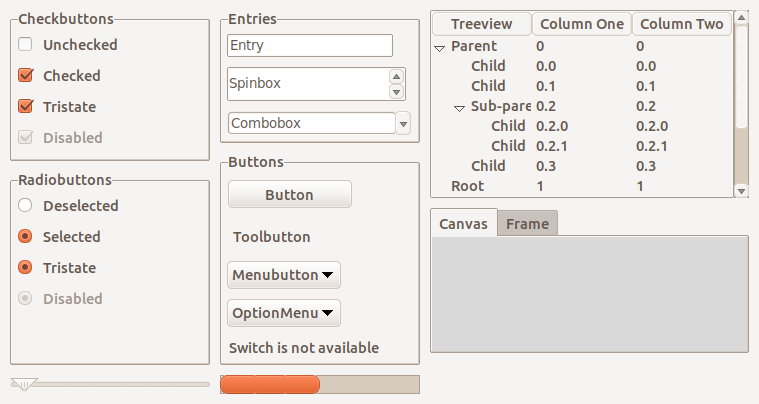 Checkbuttons
Unchecked
Checked
Tristate
Disabled
Radiobuttons
Deselected
Selected
Tristate
Disabled
Entries
Entry
Spinbox
Combobox
Buttons
Button
Toolbutton
Menubutton
OptionMenu
Switch is not available
Treeview Column One Column Two
Parent 0 0
Child 0.0 0.0
Child 0.1 0.1
Sub-pare 0.2 0.2
Child 0.2.0 0.2.0
Child 0.2.1 0.2.1
Child 0.3 0.3
Root 1 1
Canvas Frame